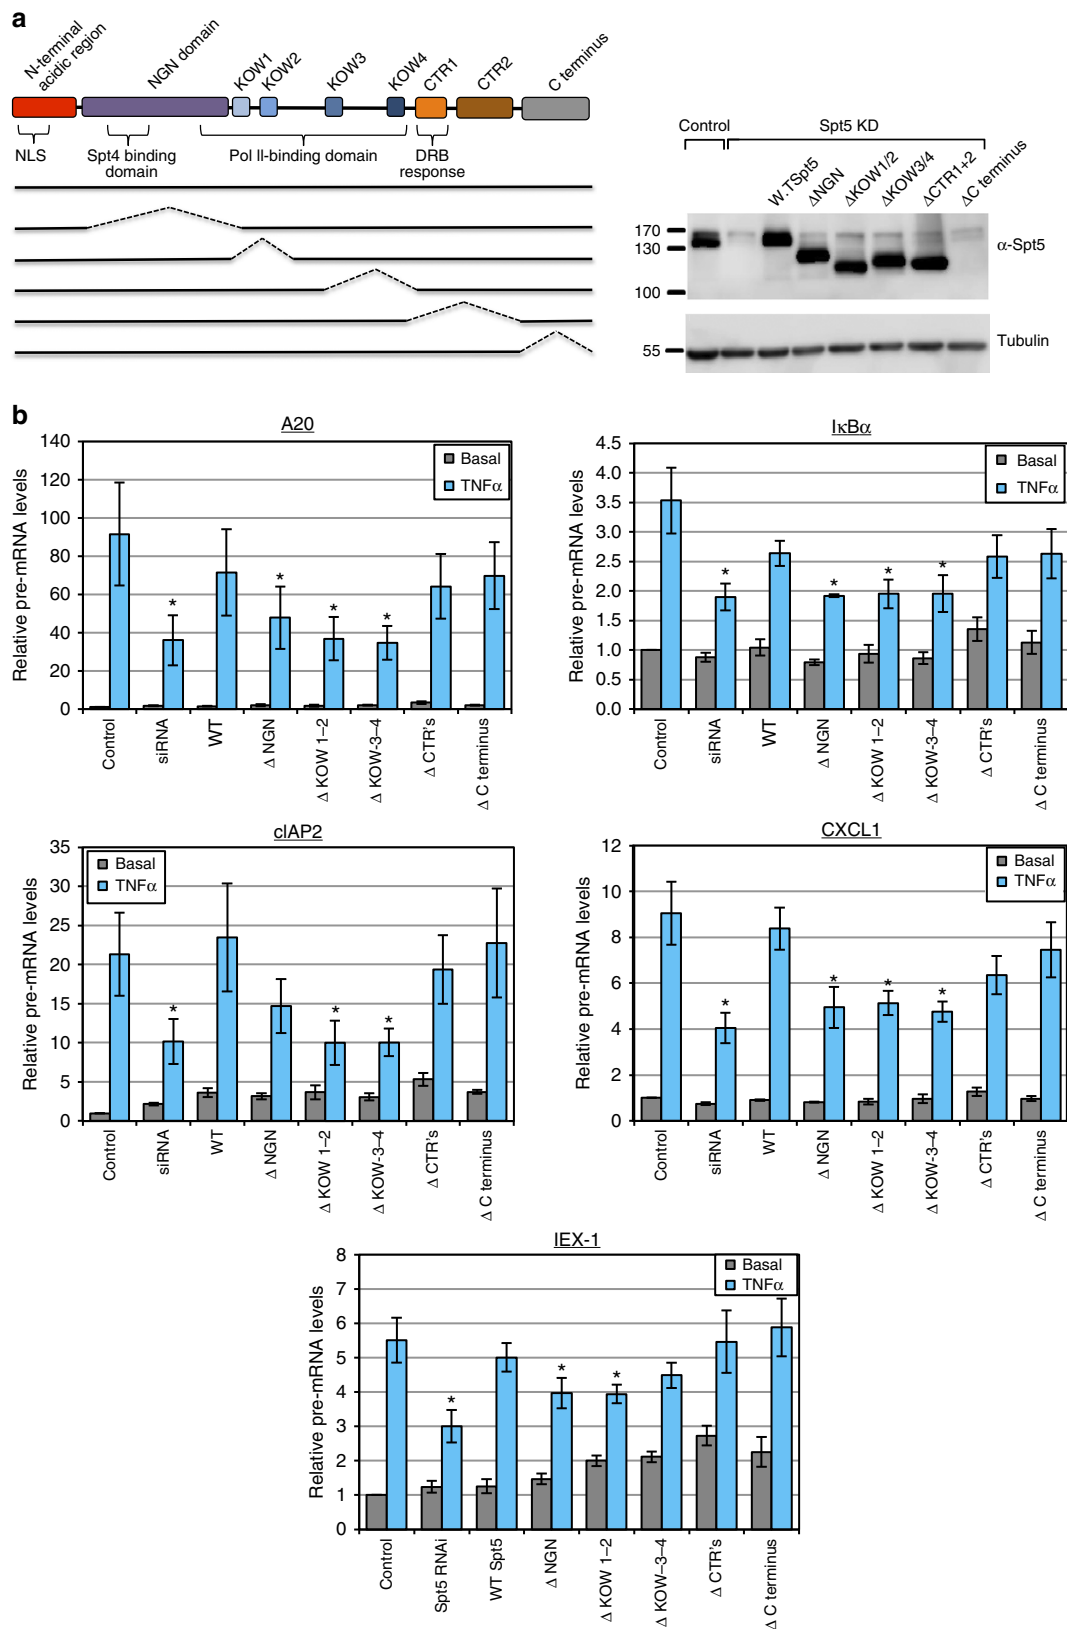 a
N-terminal acidic region
NGN domain
KOW1
KOW2
KOW3
KOW4
CTR1
CTR2
C terminus
NLS
Spt4 binding domain
Pol II-binding domain
DRB response
Control
Spt5 KD
W.TSpt5
ΔNGN
ΔKOW1/2
ΔKOW3/4
ΔCTR1+2
ΔC terminus
170
130
100
α-Spt5
55
Tubulin
b
A20
Relative pre-mRNA levels
140
120
100
80
60
40
20
0
Basal
TNFα
* * * *
Control
siRNA
WT
Δ NGN
Δ KOW 1–2
Δ KOW-3–4
Δ CTR's
Δ C terminus
IκBα
Relative pre-mRNA levels
4.5
4.0
3.5
3.0
2.5
2.0
1.5
1.0
0.5
0.0
Basal
TNFα
* * * *
Control
siRNA
WT
Δ NGN
Δ KOW 1–2
Δ KOW-3–4
Δ CTR's
Δ C terminus
cIAP2
Relative pre-mRNA levels
35
30
25
20
15
10
5
0
Basal
TNFα
* * *
Control
siRNA
WT
Δ NGN
Δ KOW 1–2
Δ KOW-3–4
Δ CTR's
Δ C terminus
CXCL1
Relative pre-mRNA levels
12
10
8
6
4
2
0
Basal
TNFα
* * * *
Control
siRNA
WT
Δ NGN
Δ KOW 1–2
Δ KOW-3–4
Δ CTR's
Δ C terminus
IEX-1
Relative pre-mRNA levels
8
7
6
5
4
3
2
1
0
Basal
TNFα
* * *
Control
Spt5 RNAi
WT Spt5
Δ NGN
Δ KOW 1–2
Δ KOW–3–4
Δ CTR's
Δ C terminus